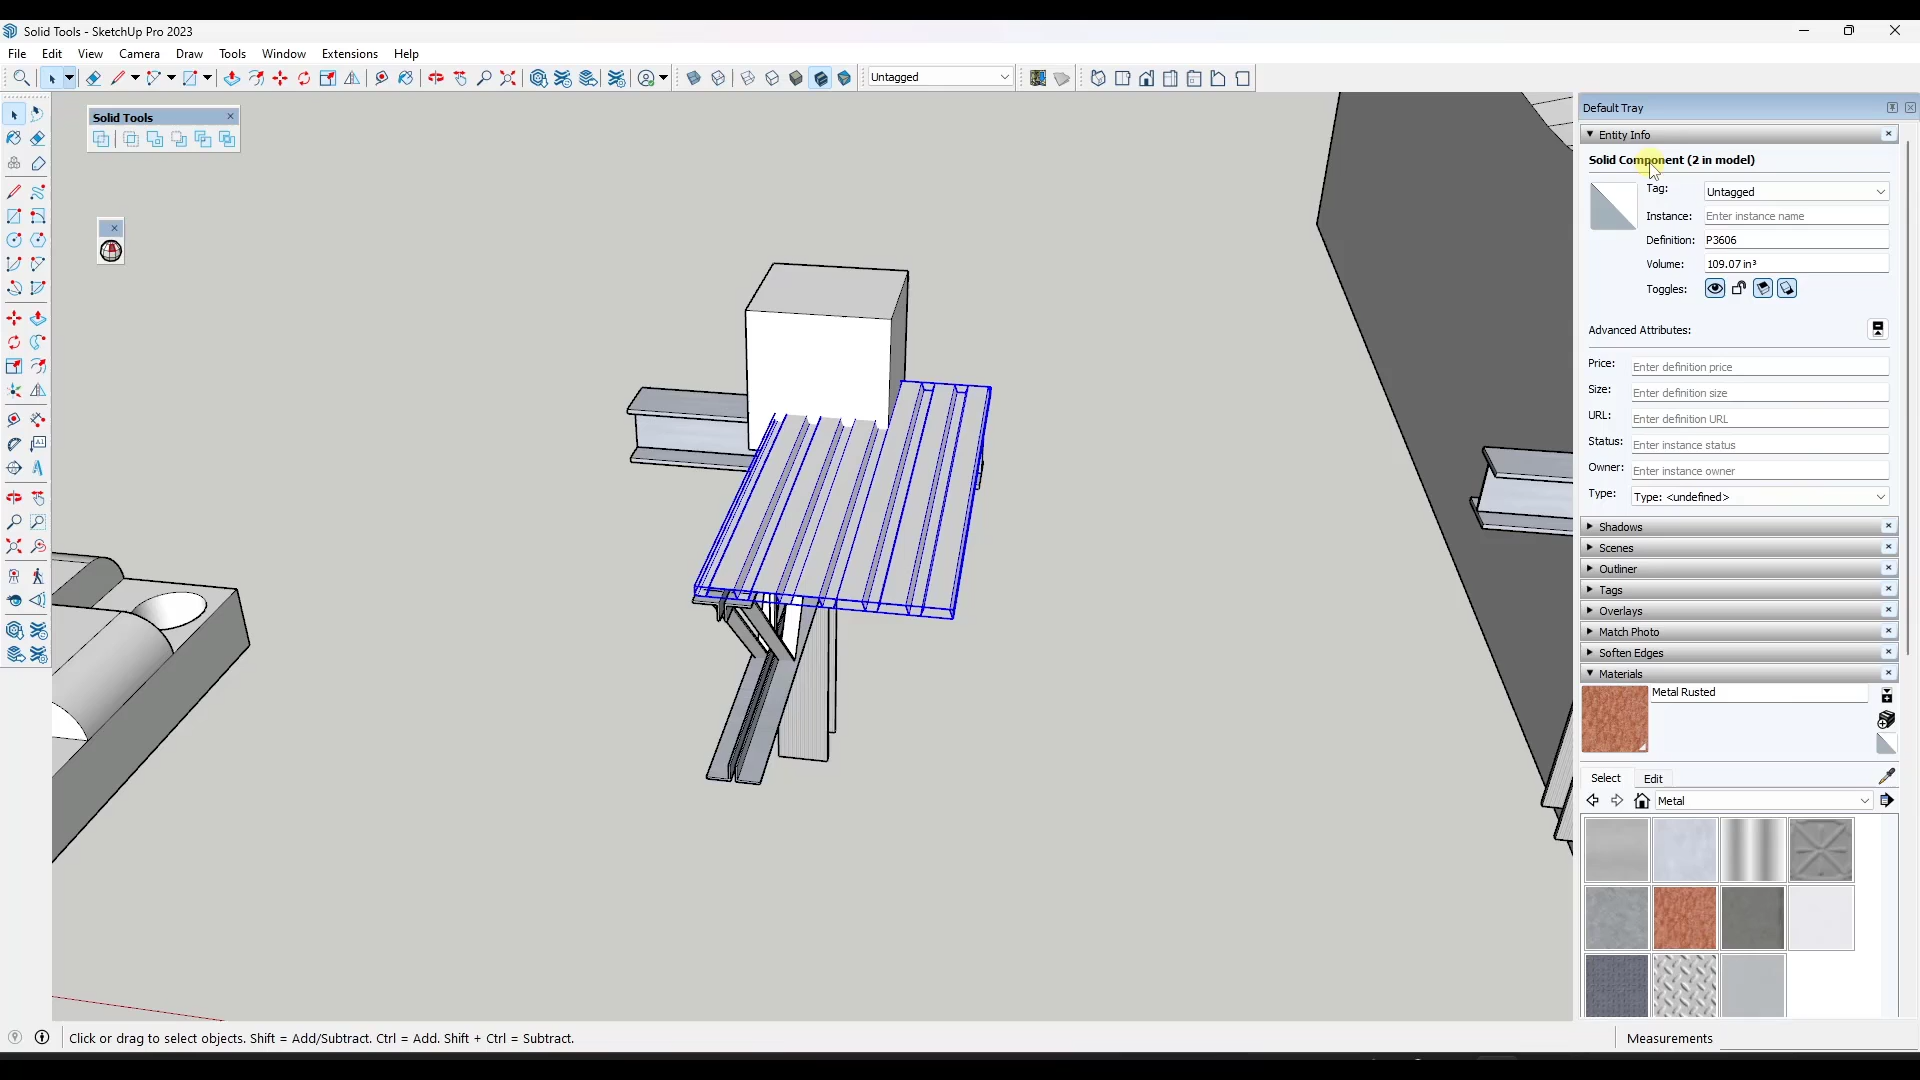 Solid Tools - SketchUp Pro 2023
File Edit View Camera Draw Tools Window Extensions Help
Untagged
Solid Tools
Default Tray
Entity Info
Solid Component (2 in model)
Tag: Untagged
Instance: Enter instance name
Definition: P3606
Volume: 109.07 in³
Toggles:
Advanced Attributes:
Price: Enter definition price
Size: Enter definition size
URL: Enter definition URL
Status: Enter instance status
Owner: Enter instance owner
Type: Type: <undefined>
Shadows
Scenes
Outliner
Tags
Overlays
Match Photo
Soften Edges
Materials
Metal Rusted
Select Edit
Metal
Click or drag to select objects. Shift = Add/Subtract. Ctrl = Add. Shift + Ctrl = Subtract.
Measurements